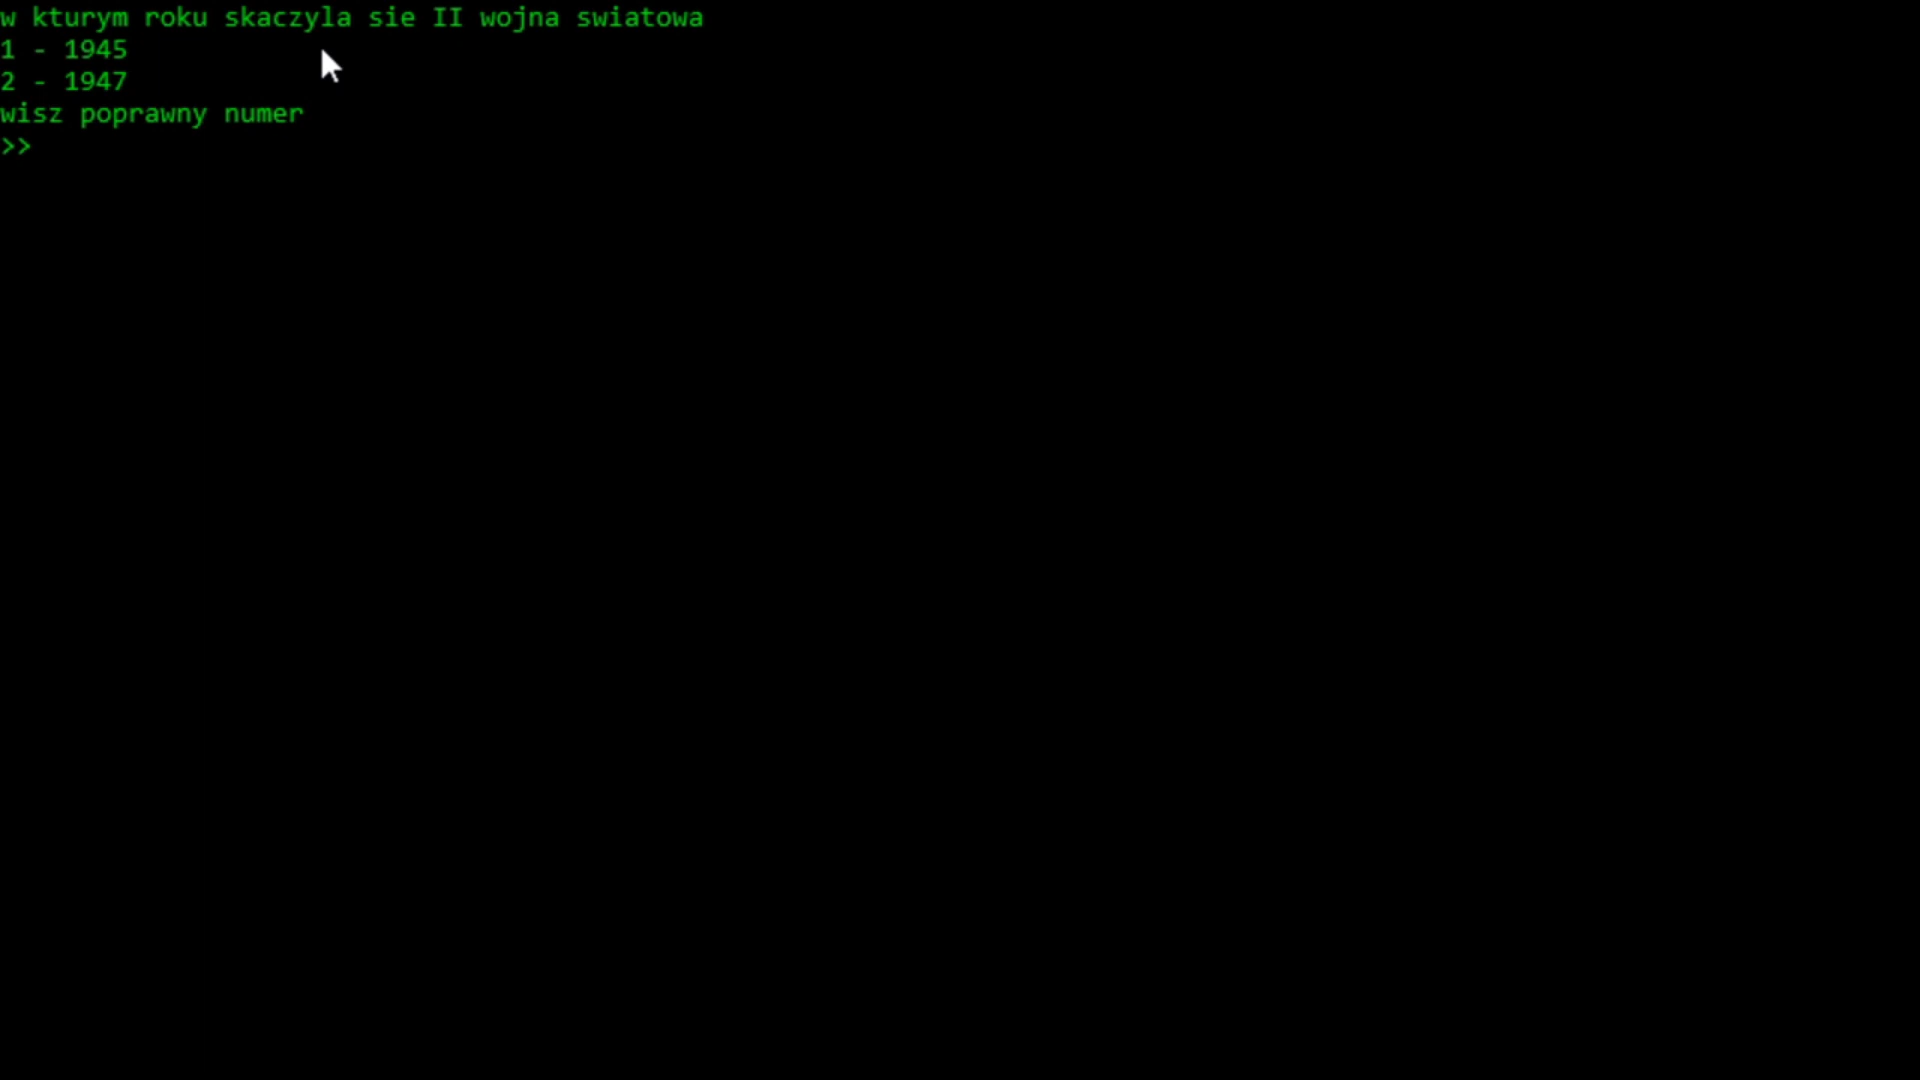 w kturym roku skaczyla sie II wojna swiatowa
1 - 1945
2 - 1947
wisz poprawny numer
>>